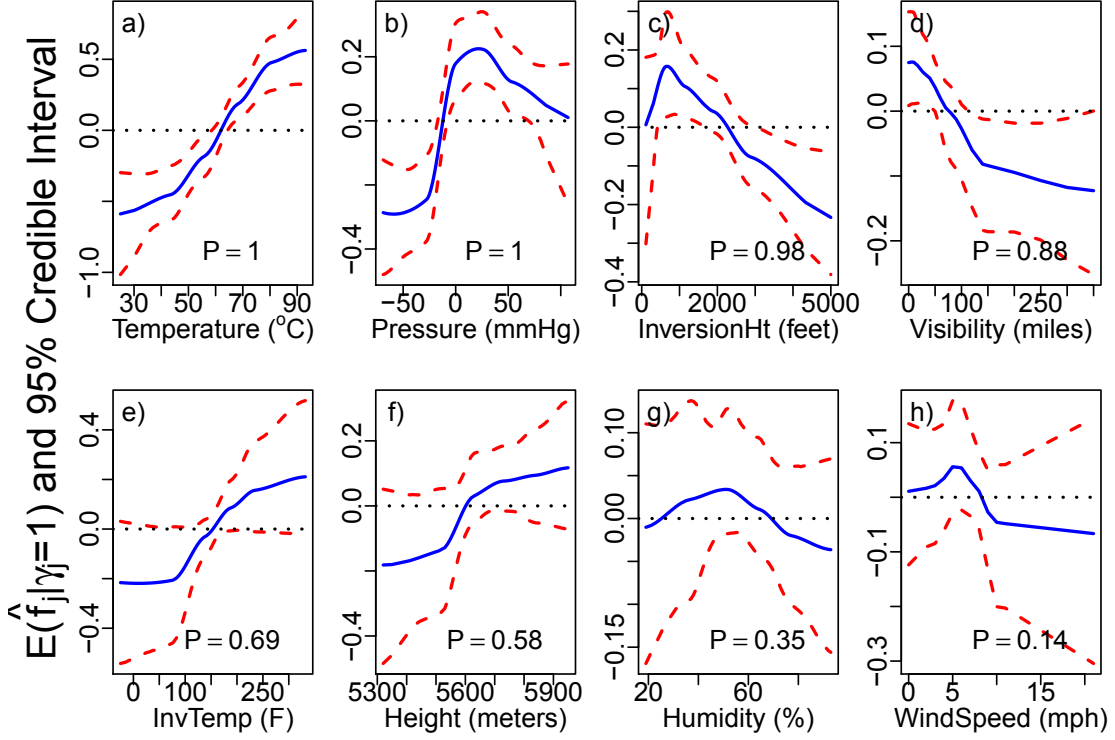 E(f̂j|γj=1) and 95% Credible Interval
a)
0.5
0.0
−1.0
P = 1
30 50 70 90
Temperature (°C)
b)
0.2
0.0
−0.4
P = 1
−50 0 50
Pressure (mmHg)
c)
0.2
0.0
−0.2
−0.4
P = 0.98
0 2000 5000
InversionHt (feet)
d)
0.1
0.0
−0.2
P = 0.88
0 100 250
Visibility (miles)
e)
0.4
0.0
−0.4
P = 0.69
0 100 250
InvTemp (F)
f)
0.2
0.0
−0.4
P = 0.58
5300 5600 5900
Height (meters)
g)
0.10
0.00
−0.15
P = 0.35
20 60
Humidity (%)
h)
0.1
−0.1
−0.3
P = 0.14
0 5 15
WindSpeed (mph)